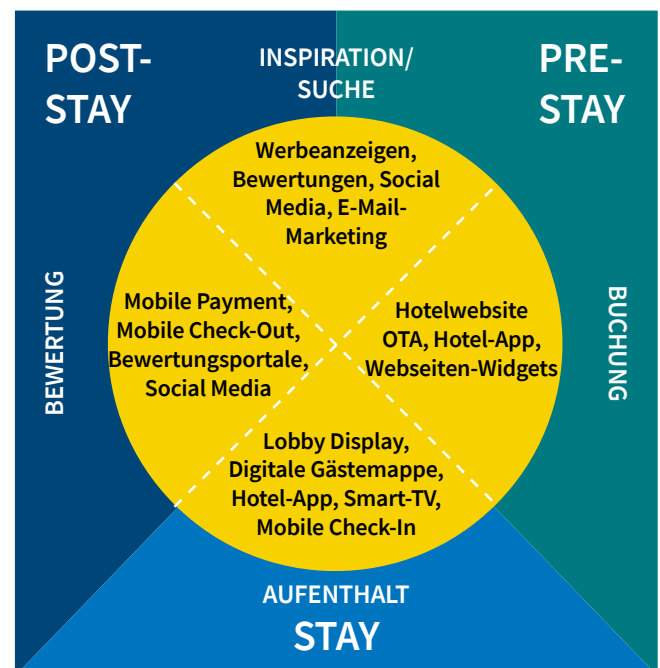 POST-
STAY
INSPIRATION/
SUCHE
PRE-
STAY
Werbeanzeigen,
Bewertungen, Social
Media, E-Mail-
Marketing
BEWERTUNG
Mobile Payment,
Mobile Check-Out,
Bewertungsportale,
Social Media
Hotelwebsite
OTA, Hotel-App,
Webseiten-Widgets
BUCHUNG
Lobby Display,
Digitale Gästemappe,
Hotel-App, Smart-TV,
Mobile Check-In
AUFENTHALT
STAY